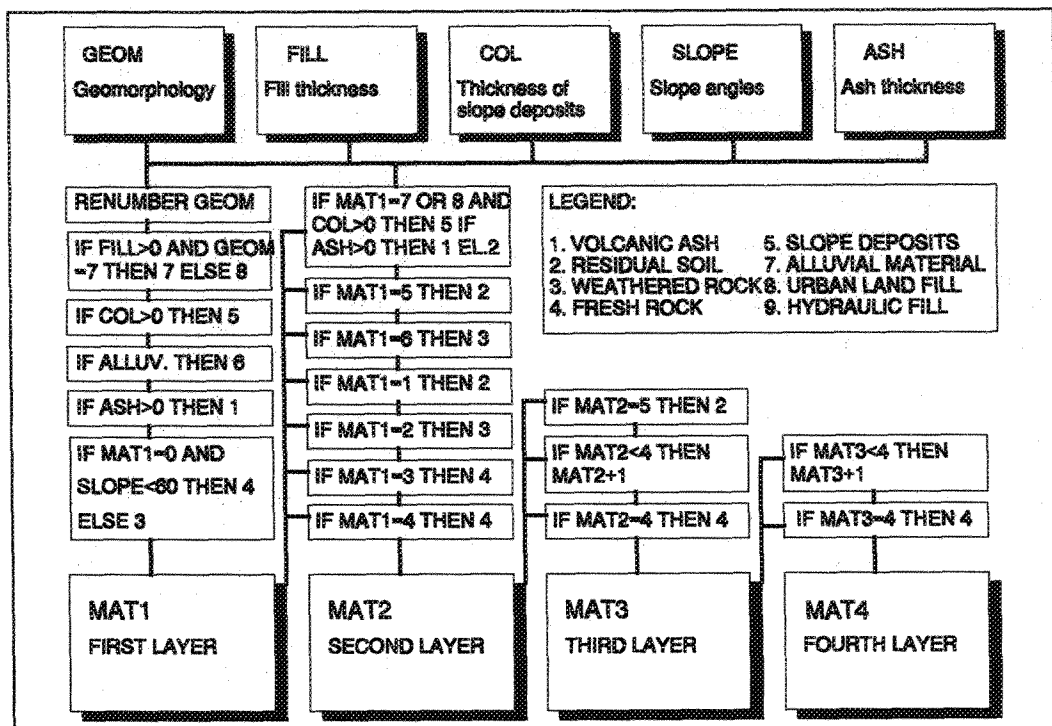 GEOM
Geomorphology
FILL
Fill thickness
COL
Thickness of
slope deposits
SLOPE
Slope angles
ASH
Ash thickness
RENUMBER GEOM
IF FILL>0 AND GEOM
=7 THEN 7 ELSE 8
IF COL>0 THEN 5
IF ALLUV. THEN 6
IF ASH>0 THEN 1
IF MAT1=0 AND
SLOPE<60 THEN 4
ELSE 3
MAT1
FIRST LAYER
IF MAT1=7 OR 8 AND
COL>0 THEN 5 IF
ASH>0 THEN 1 EL.2
IF MAT1=5 THEN 2
IF MAT1=6 THEN 3
IF MAT1=1 THEN 2
IF MAT1=2 THEN 3
IF MAT1=3 THEN 4
IF MAT1=4 THEN 4
MAT2
SECOND LAYER
LEGEND:
1. VOLCANIC ASH
2. RESIDUAL SOIL
3. WEATHERED ROCK
4. FRESH ROCK
5. SLOPE DEPOSITS
7. ALLUVIAL MATERIAL
8. URBAN LAND FILL
9. HYDRAULIC FILL
IF MAT2=5 THEN 2
IF MAT2<4 THEN
MAT2+1
IF MAT2=4 THEN 4
MAT3
THIRD LAYER
IF MAT3<4 THEN
MAT3+1
IF MAT3=4 THEN 4
MAT4
FOURTH LAYER